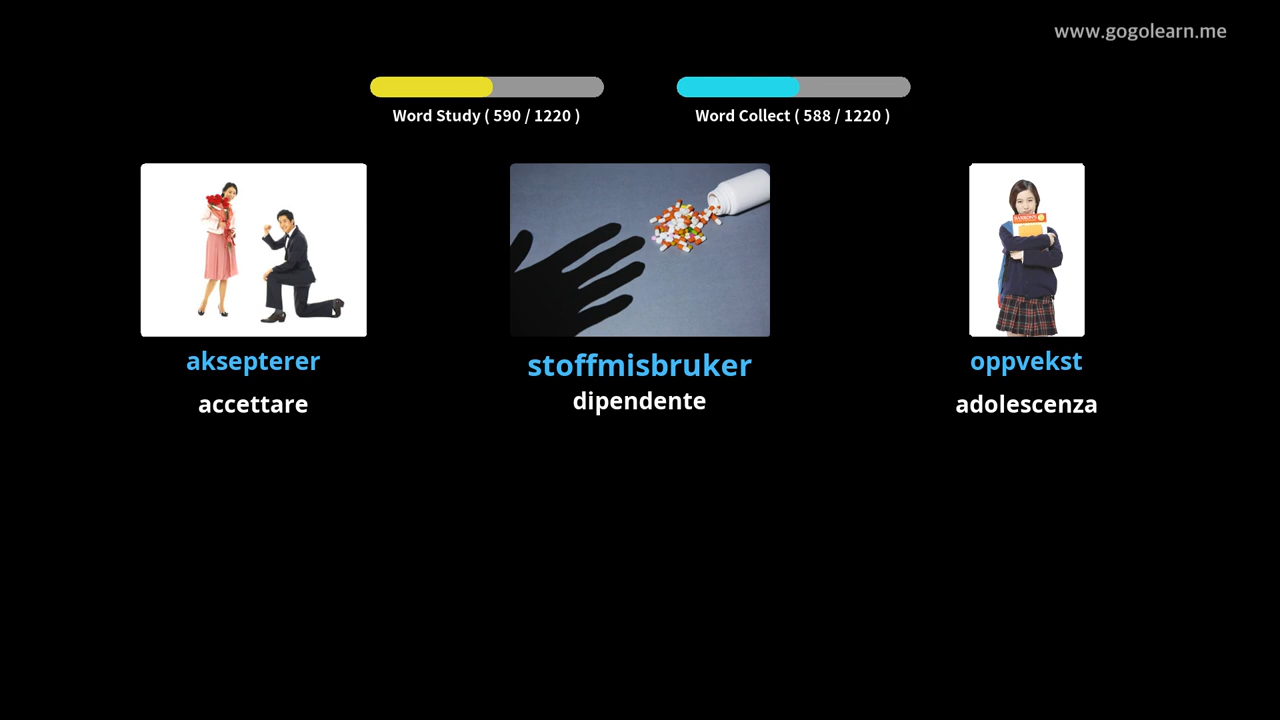 www.gogolearn.me
Word Study ( 590 / 1220 )
Word Collect ( 588 / 1220 )
aksepterer
accettare
stoffmisbruker
dipendente
oppvekst
adolescenza